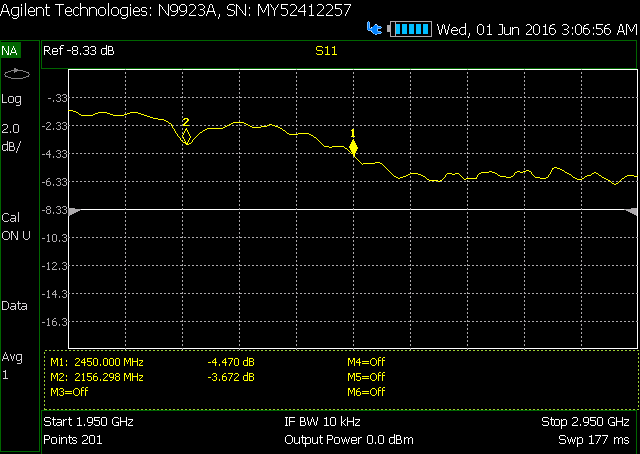 Agilent Technologies: N9923A, SN: MY52412257
Wed, 01 Jun 2016 3:06:56 AM
NA
Ref -8.33 dB
S11
Log
2.0
dB/
Cal
ON U
Data
Avg
1
-.33
-2.33
-4.33
-6.33
-8.33
-10.3
-12.3
-14.3
-16.3
2
1
M1: 2450.000 MHz -4.470 dB M4=Off
M2: 2156.298 MHz -3.672 dB M5=Off
M3=Off M6=Off
Start 1.950 GHz IF BW 10 kHz Stop 2.950 GHz
Points 201 Output Power 0.0 dBm Swp 177 ms